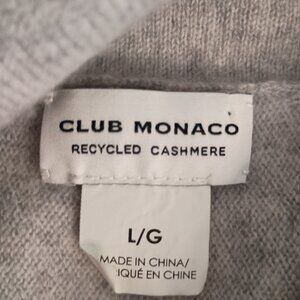 CLUB MONACO
RECYCLED CASHMERE
L/G
MADE IN CHINA/
IQUÉ EN CHINE